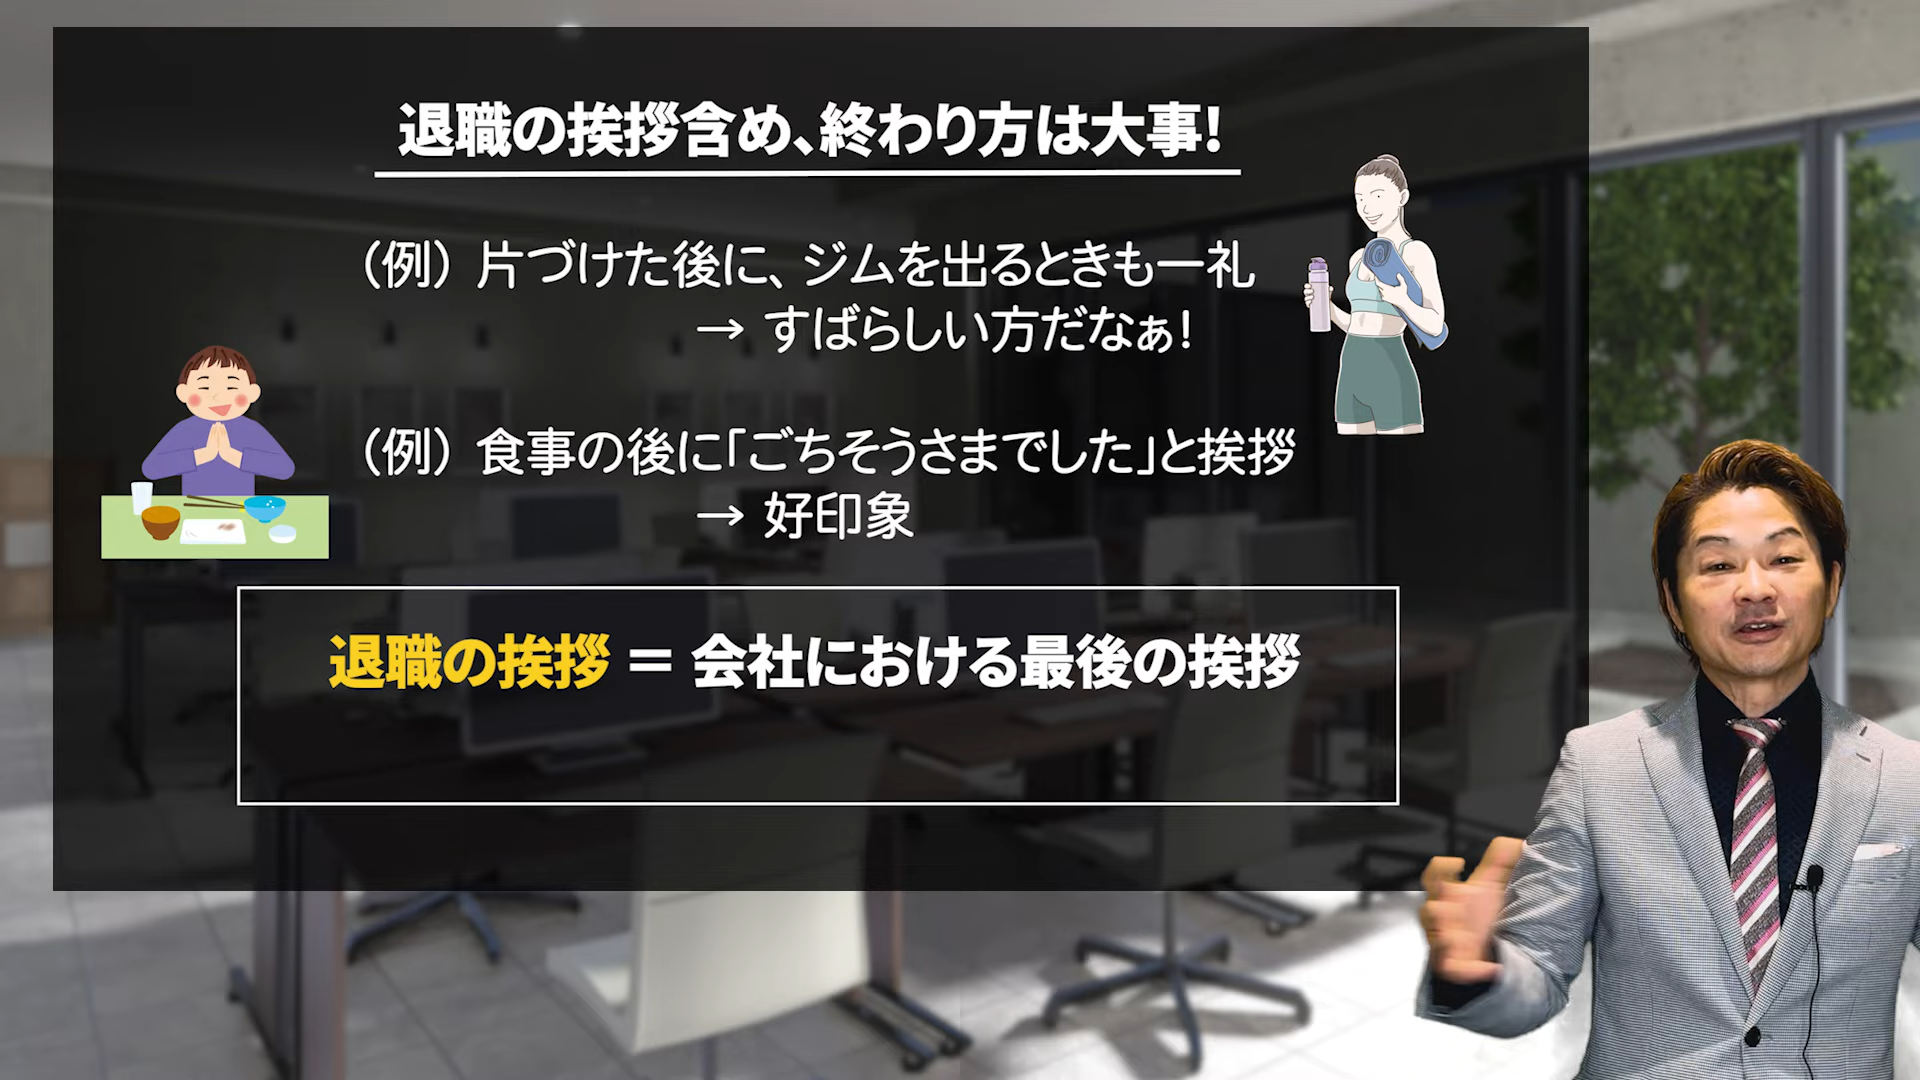 退職の挨拶含め、終わり方は大事!
（例）片づけた後に、ジムを出るときも一礼
→ すばらしい方だなぁ!
（例）食事の後に「ごちそうさまでした」と挨拶
→ 好印象
退職の挨拶 = 会社における最後の挨拶